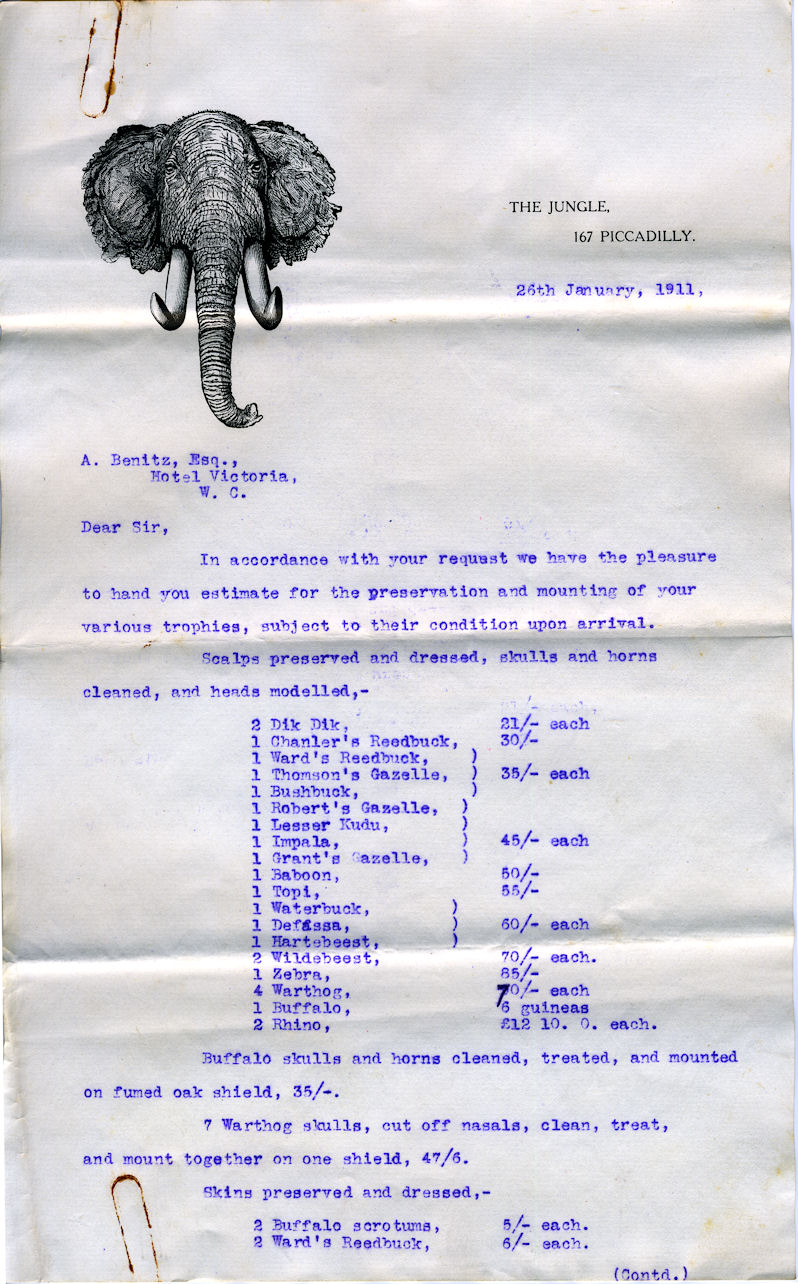 THE JUNGLE,
167 PICCADILLY.
26th January, 1911,
A. Benitz, Esq.,
Hotel Victoria,
W. C.
Dear Sir,
In accordance with your request we have the pleasure
to hand you estimate for the preservation and mounting of your
various trophies, subject to their condition upon arrival.
Scalps preserved and dressed, skulls and horns
cleaned, and heads modelled,-
2 Dik Dik, 21/- each
1 Chanler's Reedbuck, 30/-
1 Ward's Reedbuck, )
1 Thomson's Gazelle, ) 35/- each
1 Bushbuck, )
1 Robert's Gazelle, )
1 Lesser Kudu, )
1 Impala, ) 45/- each
1 Grant's Gazelle, )
1 Baboon, 50/-
1 Topi, 55/-
1 Waterbuck, )
1 Defassa, ) 60/- each
1 Hartebeest, )
2 Wildebeest, 70/- each.
1 Zebra, 85/-
4 Warthog, 70/- each
1 Buffalo, 6 guineas
2 Rhino, £12 10. 0. each.
Buffalo skulls and horns cleaned, treated, and mounted
on fumed oak shield, 35/-.
7 Warthog skulls, cut off nasals, clean, treat,
and mount together on one shield, 47/6.
Skins preserved and dressed,-
2 Buffalo scrotums, 5/- each.
2 Ward's Reedbuck, 6/- each.
(Contd.)